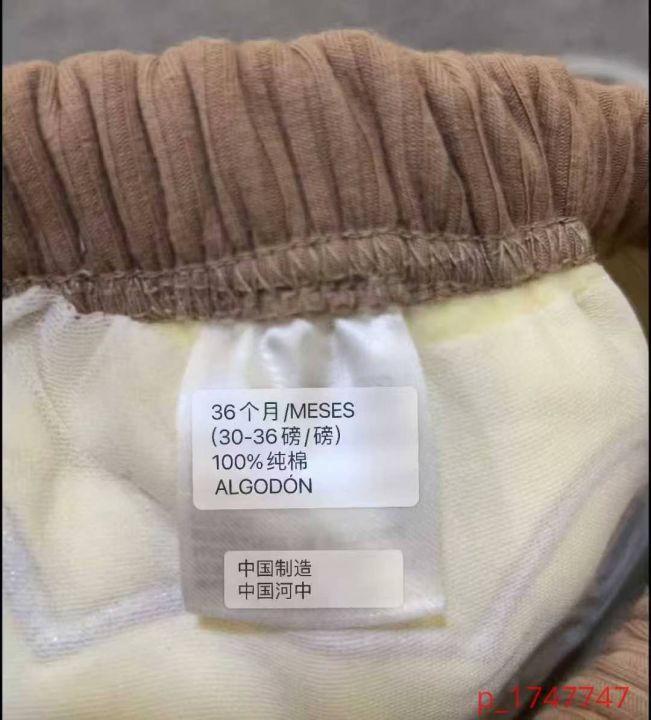 36个月/MESES
(30-36磅/磅)
100%纯棉
ALGODÓN
中国制造
中国河中
p_1747747